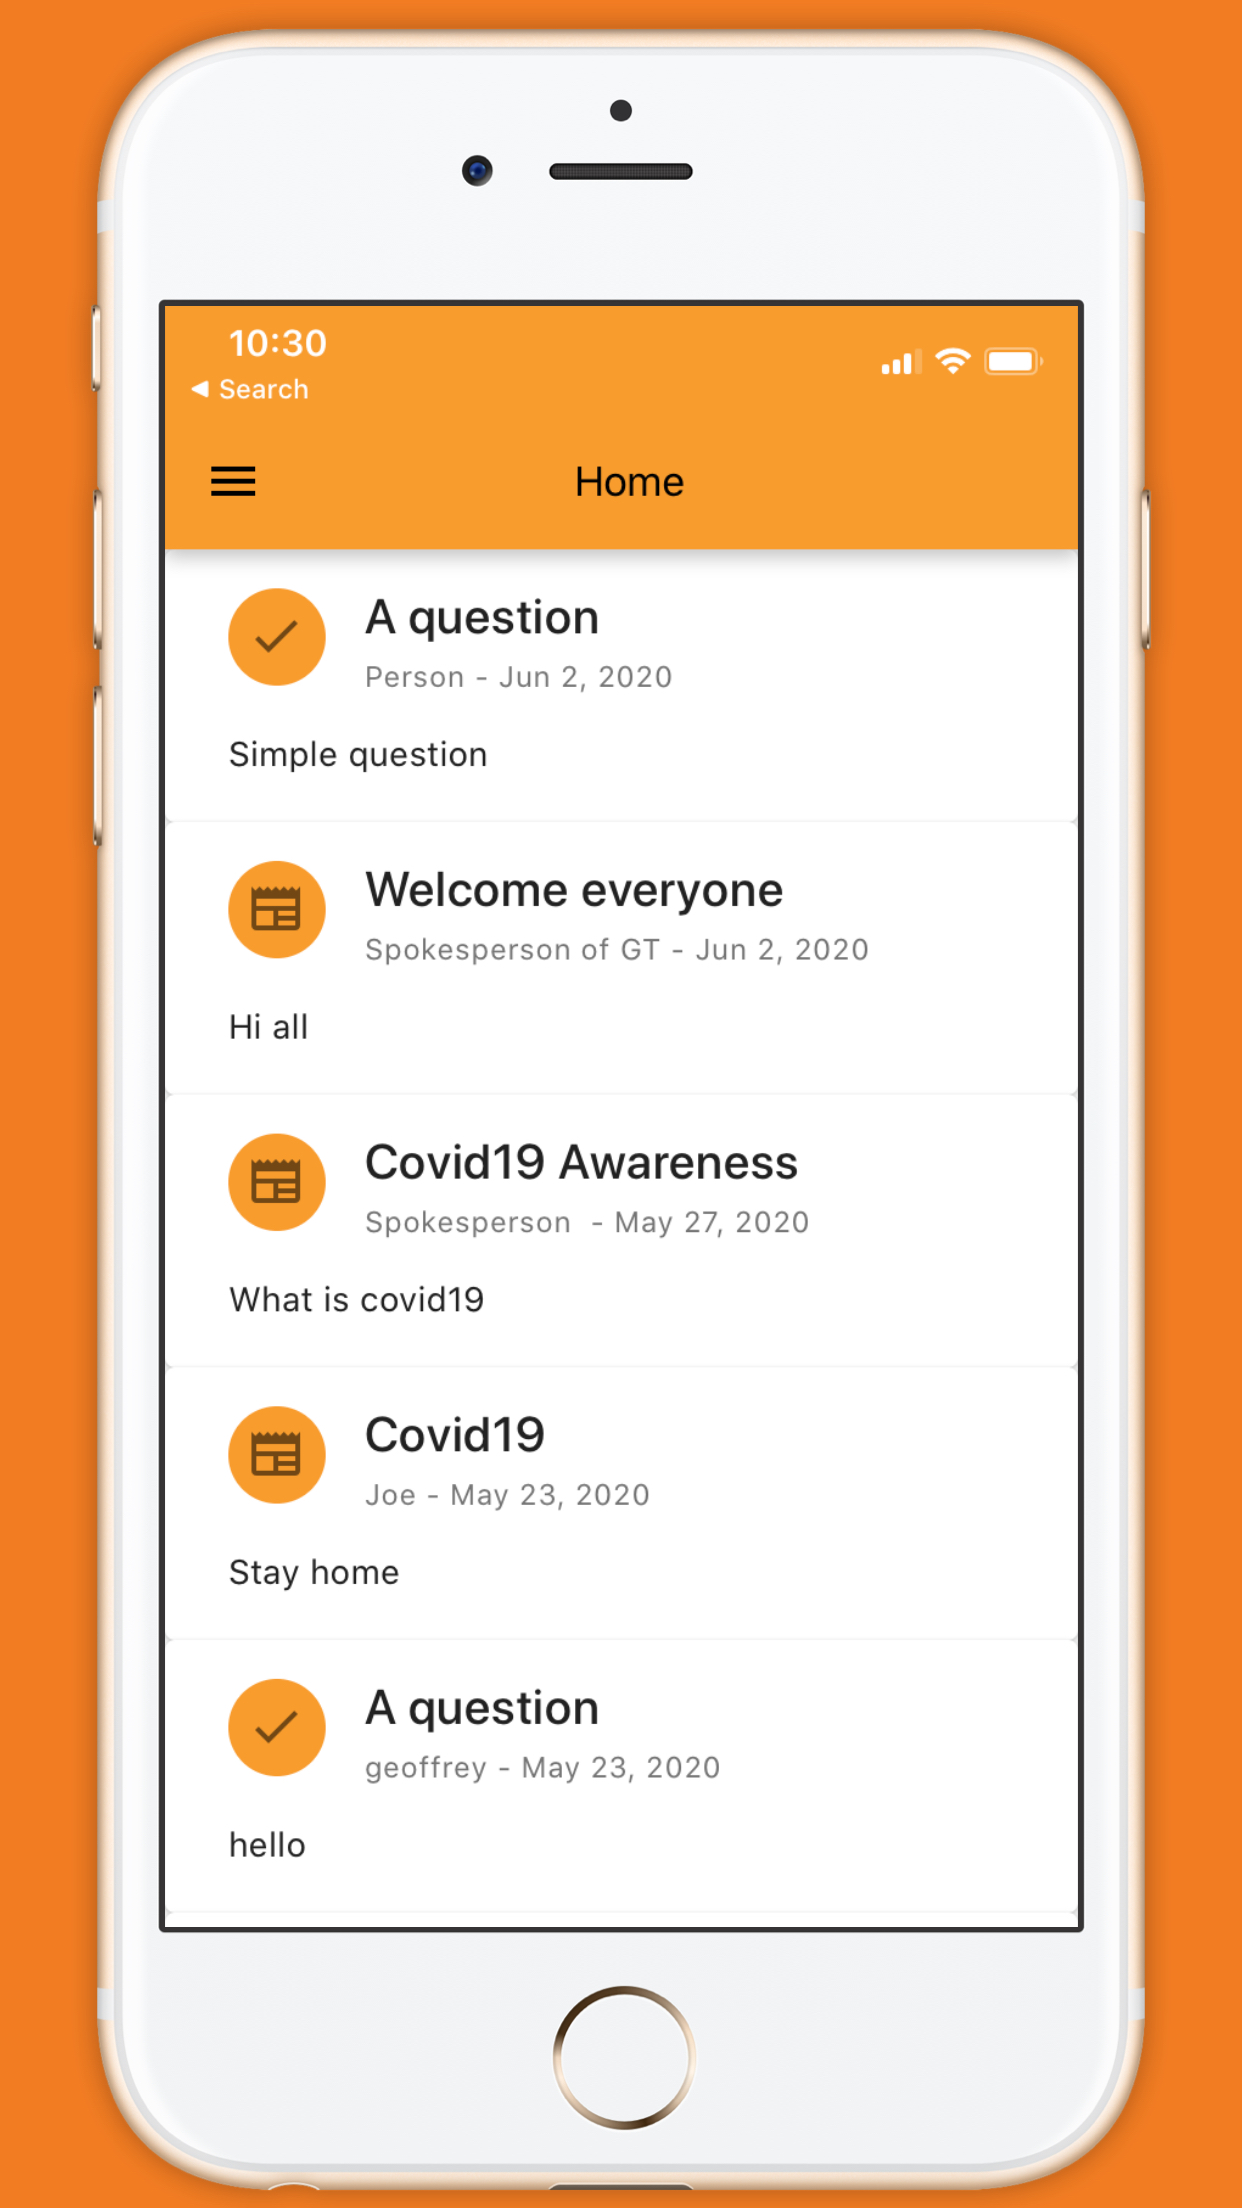 10:30
Search
Home
A question
Person - Jun 2, 2020
Simple question
Welcome everyone
Spokesperson of GT - Jun 2, 2020
Hi all
Covid19 Awareness
Spokesperson - May 27, 2020
What is covid19
Covid19
Joe - May 23, 2020
Stay home
A question
geoffrey - May 23, 2020
hello